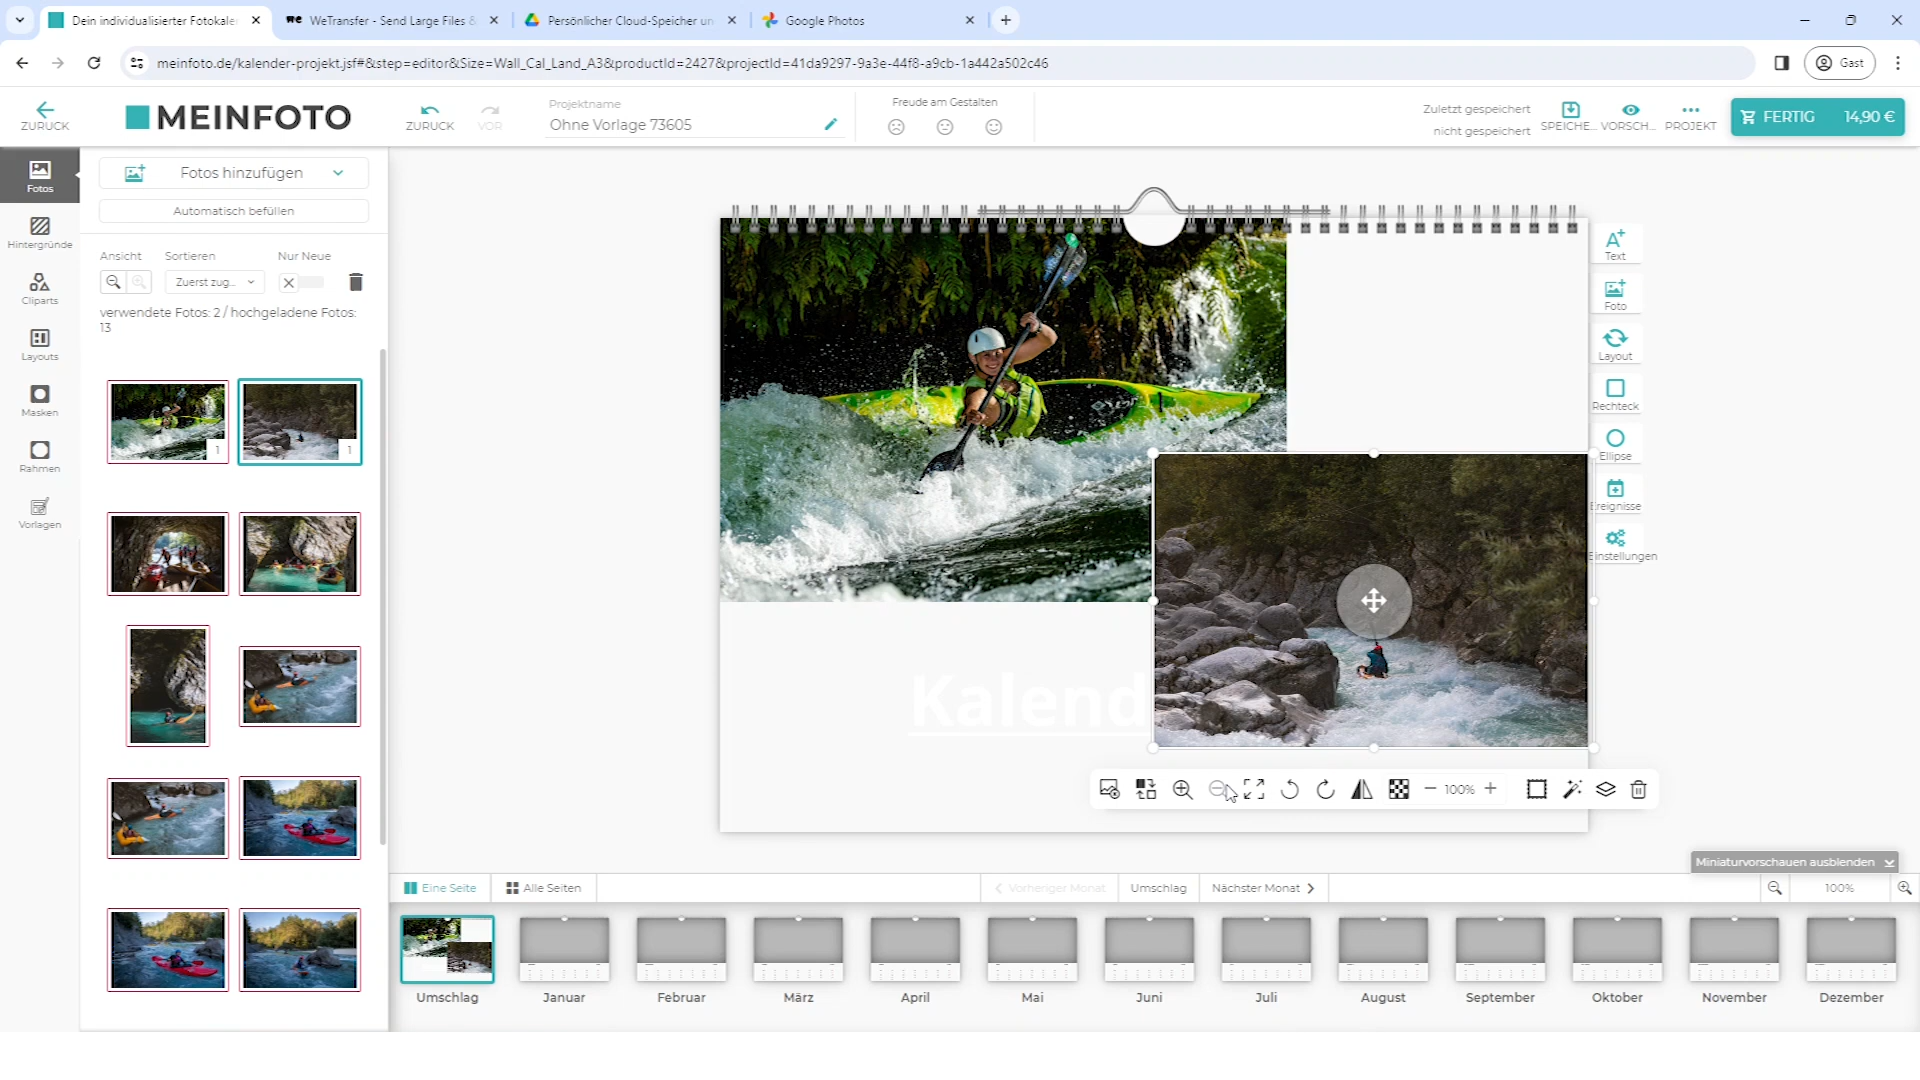 Dein individualisierter Fotokale
WeTransfer - Send Large Files &
Persönlicher Cloud-Speicher un
Google Photos
meinfoto.de/kalender-projekt.jsf#&step=editor&Size=Wall_Cal_Land_A3&productId=2427&projectId=41da9297-9a3e-44f8-a9cb-1a442a502c46
Gast
ZURÜCK
MEINFOTO
ZURÜCK
VOR
Projektname
Ohne Vorlage 73605
Freude am Gestalten
Zuletzt gespeichert
nicht gespeichert
SPEICHE...
VORSCH...
PROJEKT
FERTIG 14,90 €
Fotos
Hintergründe
Cliparts
Layouts
Masken
Rahmen
Vorlagen
Fotos hinzufügen
Automatisch befüllen
Ansicht
Sortieren
Nur Neue
Zuerst zug...
verwendete Fotos: 2 / hochgeladene Fotos:
13
1
1
Kalend
Text
Foto
Layout
Rechteck
Ellipse
Ereignisse
Einstellungen
100%
Miniaturvorschauen ausblenden
Eine Seite
Alle Seiten
Vorheriger Monat
Umschlag
Nächster Monat
100%
Umschlag
Januar
Februar
März
April
Mai
Juni
Juli
August
September
Oktober
November
Dezember